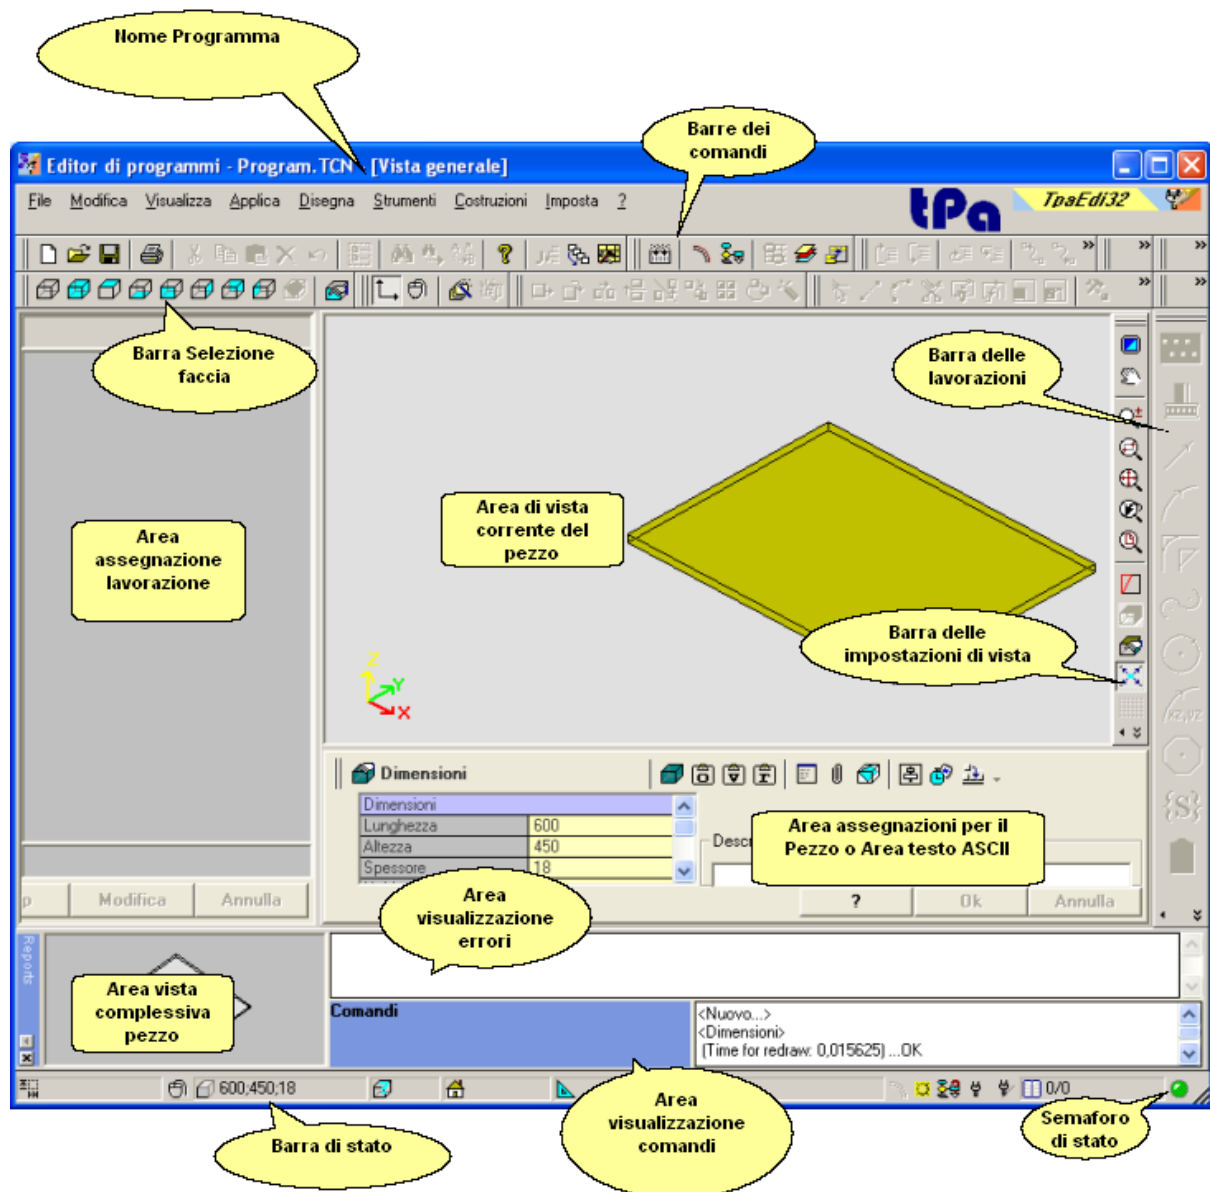 Nome Programma
Barre dei
comandi
Editor di programmi - Program.TCN - [Vista generale]
File Modifica Visualizza Applica Disegna Strumenti Costruzioni Imposta ?
tPa
TpaEdi32
Barra Selezione
faccia
Barra delle
lavorazioni
Area di vista
corrente del
pezzo
Area
assegnazione
lavorazione
Barra delle
impostazioni di vista
Z
Y
X
Dimensioni
Dimensioni
Lunghezza 600
Altezza 450
Spessore 18
Descr
Area assegnazioni per il
Pezzo o Area testo ASCII
p Modifica Annulla
? Ok Annulla
Area
visualizzazione
errori
Reports
Area vista
complessiva
pezzo
Comandi
<Nuovo...>
<Dimensioni>
(Time for redraw: 0,015625) ...OK
600;450;18
0/0
Barra di stato
Area
visualizzazione
comandi
Semaforo
di stato